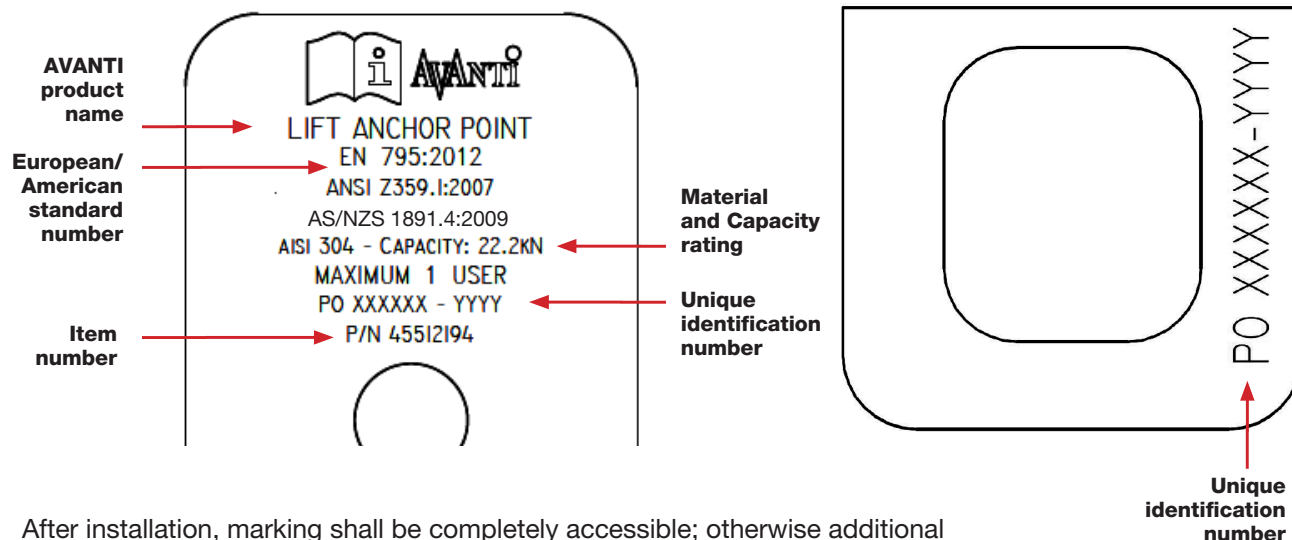 AVANTI
product
name
European/
American
standard
number
Item
number
i AVANTI
LIFT ANCHOR POINT
EN 795:2012
ANSI Z359.1:2007
AS/NZS 1891.4:2009
AISI 304 - CAPACITY: 22.2KN
MAXIMUM 1 USER
PO XXXXXX - YYYY
P/N 45512194
Material
and Capacity
rating
Unique
identification
number
PO XXXXXX-YYYY
Unique
identification
number
After installation, marking shall be completely accessible; otherwise additional